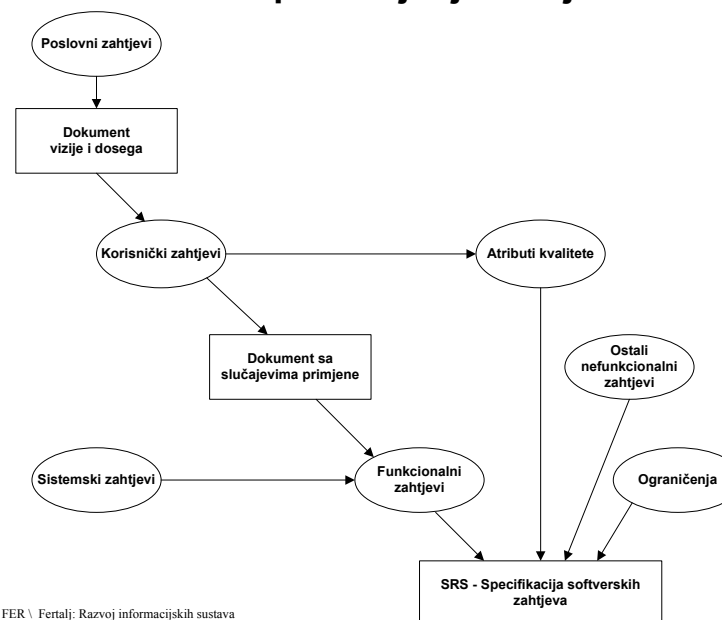 Poslovni zahtjevi
Dokument
vizije i dosega
Korisnički zahtjevi
Atributi kvalitete
Dokument sa
slučajevima primjene
Ostali
nefunkcionalni
zahtjevi
Sistemski zahtjevi
Funkcionalni
zahtjevi
Ograničenja
SRS - Specifikacija softverskih
zahtjeva
FER \ Fertalj: Razvoj informacijskih sustava